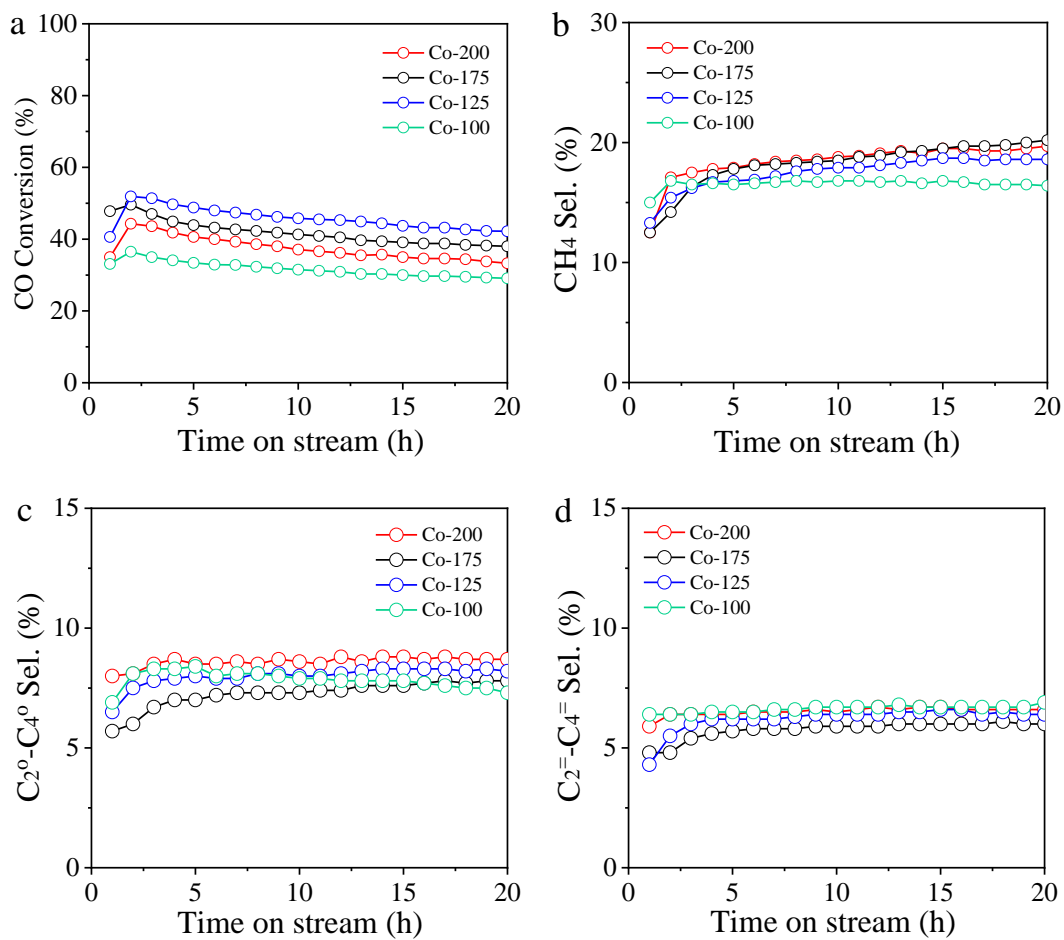 a
CO Conversion (%)
100
80
60
40
20
0
Co-200
Co-175
Co-125
Co-100
0 5 10 15 20
Time on stream (h)
b
CH₄ Sel. (%)
30
20
10
0
Co-200
Co-175
Co-125
Co-100
0 5 10 15 20
Time on stream (h)
c
C₂º-C₄º Sel. (%)
15
10
5
0
Co-200
Co-175
Co-125
Co-100
0 5 10 15 20
Time on stream (h)
d
C₂⁼-C₄⁼ Sel. (%)
15
10
5
0
Co-200
Co-175
Co-125
Co-100
0 5 10 15 20
Time on stream (h)